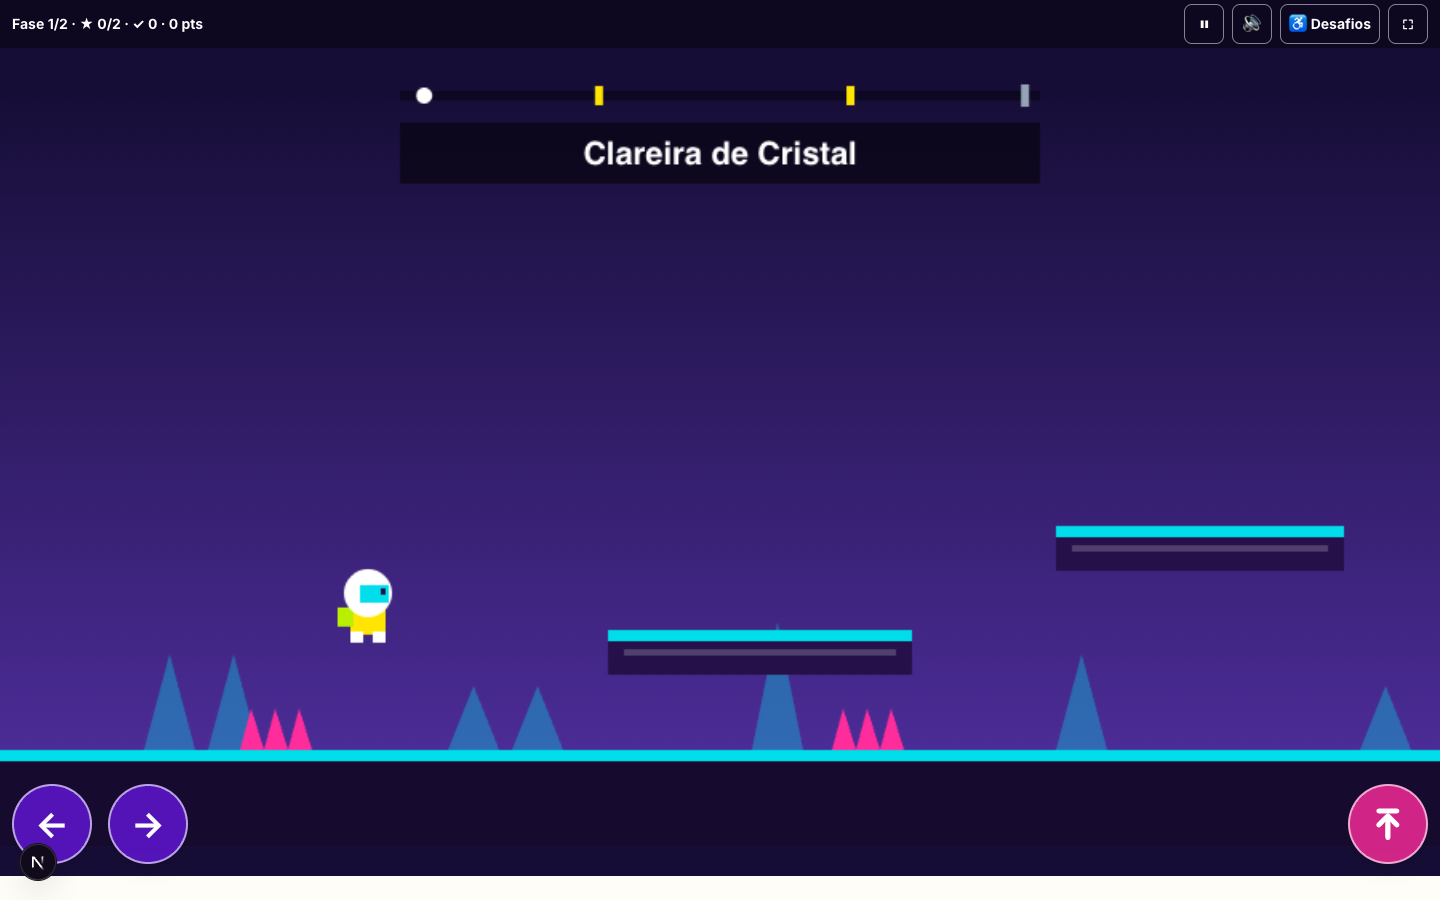 Fase 1/2 · ★ 0/2 · ✓ 0 · 0 pts
♿ Desafios
Clareira de Cristal
N